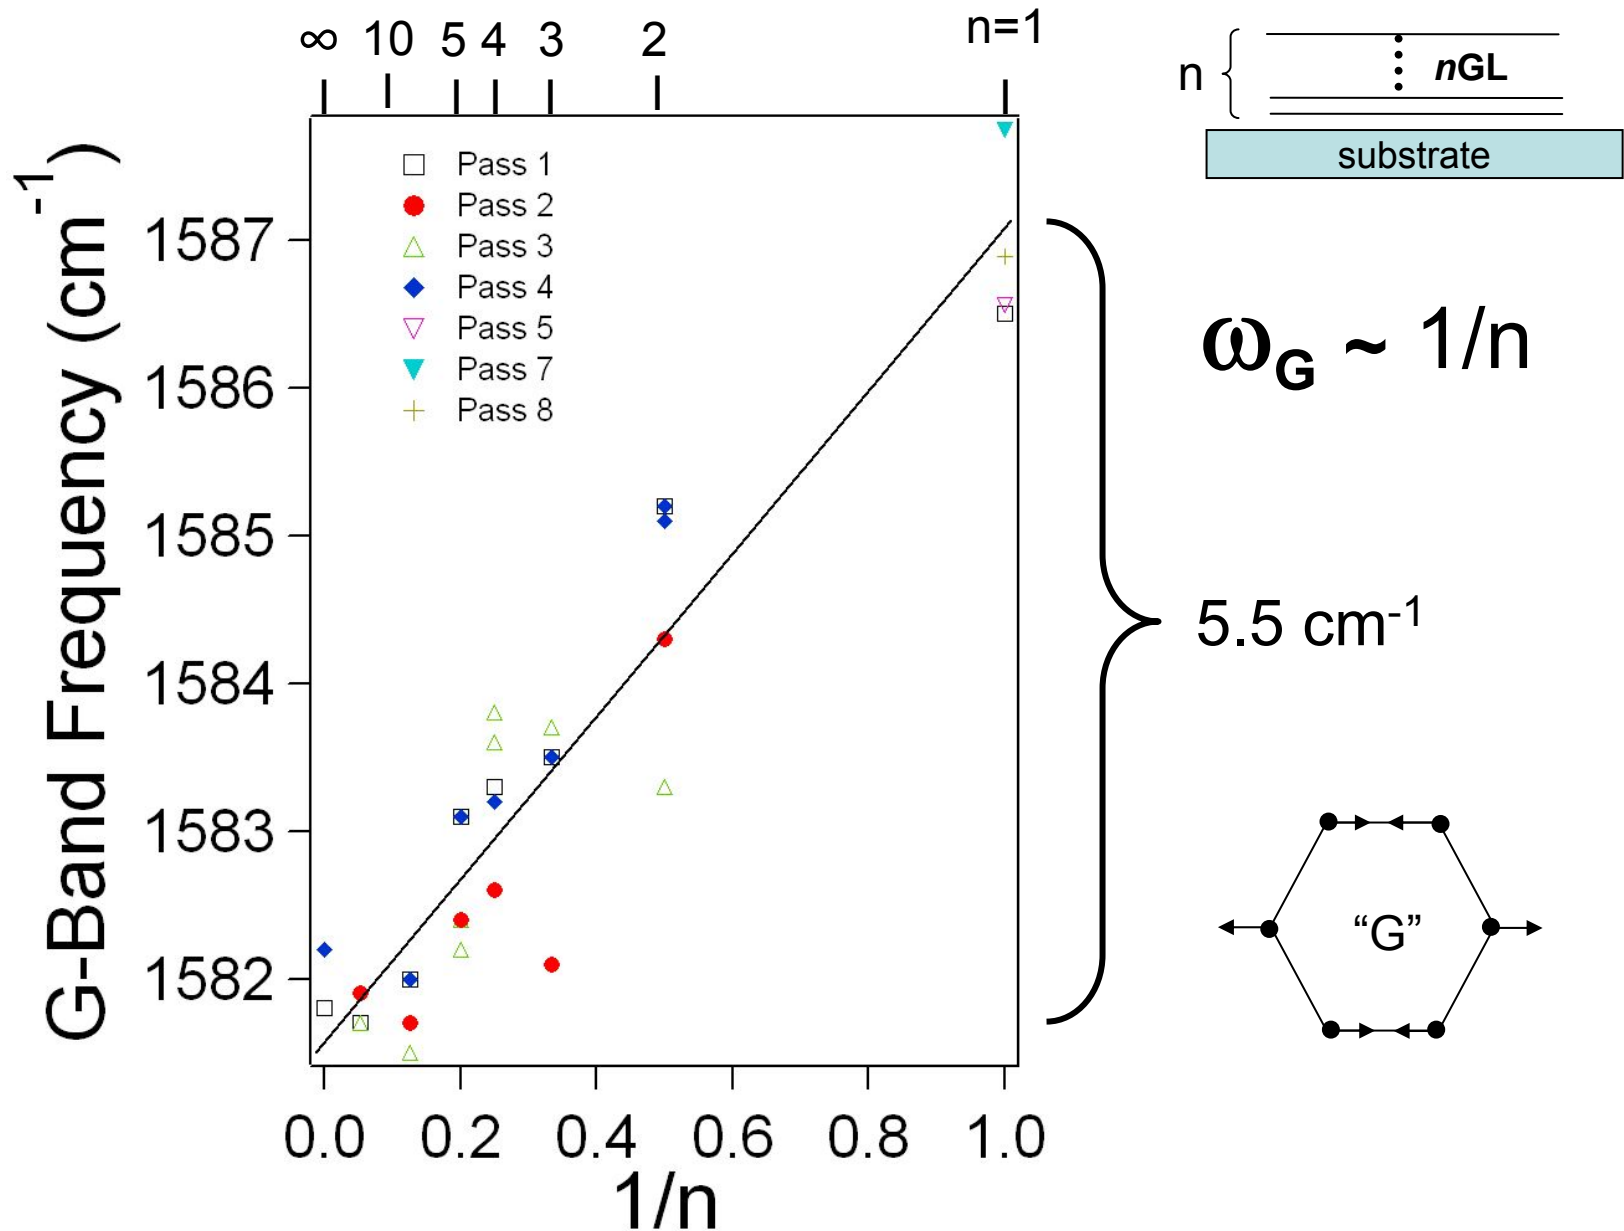 ∞ 10 5 4 3 2 n=1
n
nGL
substrate
G-Band Frequency (cm-1)
1587
1586
1585
1584
1583
1582
Pass 1
Pass 2
Pass 3
Pass 4
Pass 5
Pass 7
Pass 8
ωG ~ 1/n
5.5 cm-1
“G”
0.0 0.2 0.4 0.6 0.8 1.0
1/n